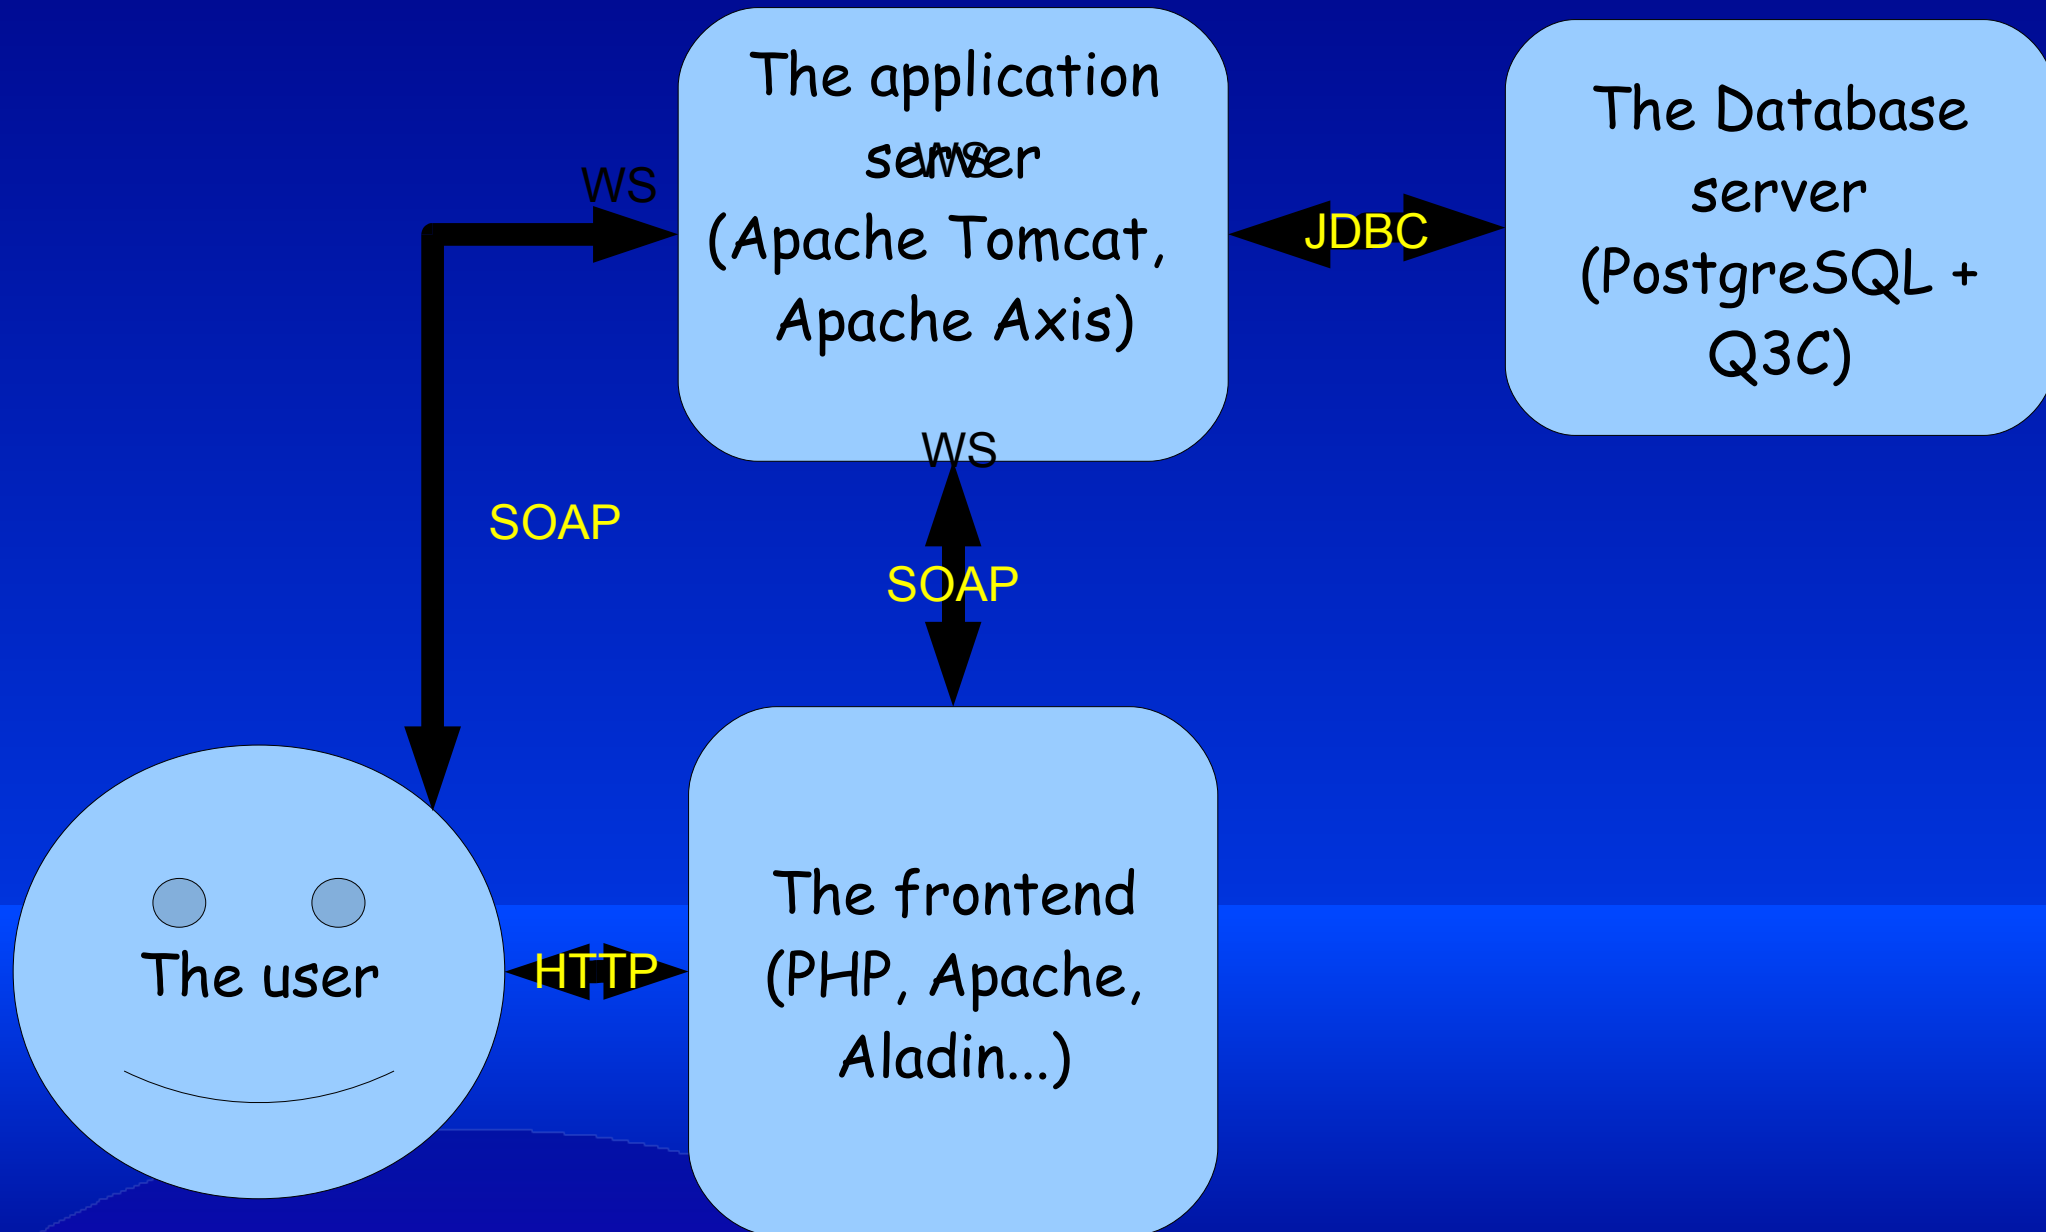 The application
server
WS
(Apache Tomcat,
Apache Axis)
WS
WS
The Database
server
(PostgreSQL +
Q3C)
JDBC
SOAP
SOAP
The user
HTTP
The frontend
(PHP, Apache,
Aladin...)